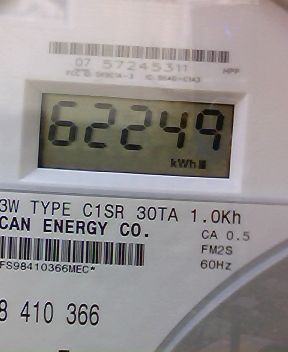 07 57245311
HPP
62249
kWh
3W TYPE C1SR 30TA 1.0Kh
CAN ENERGY CO.
CA 0.5
FM2S
FS98410366MEC*
60Hz
8 410 366